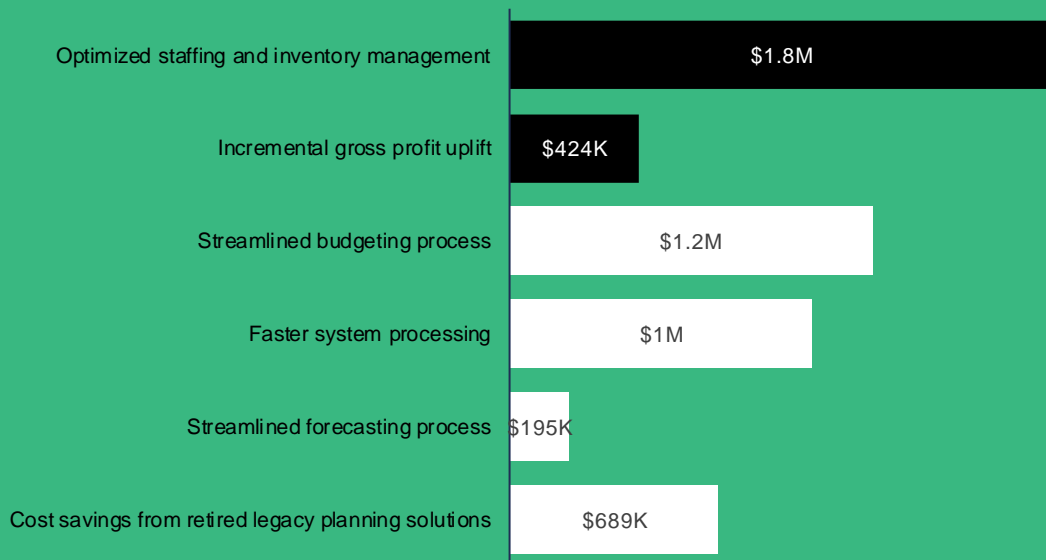 Optimized staffing and inventory management $1.8M
Incremental gross profit uplift $424K
Streamlined budgeting process $1.2M
Faster system processing $1M
Streamlined forecasting process $195K
Cost savings from retired legacy planning solutions $689K